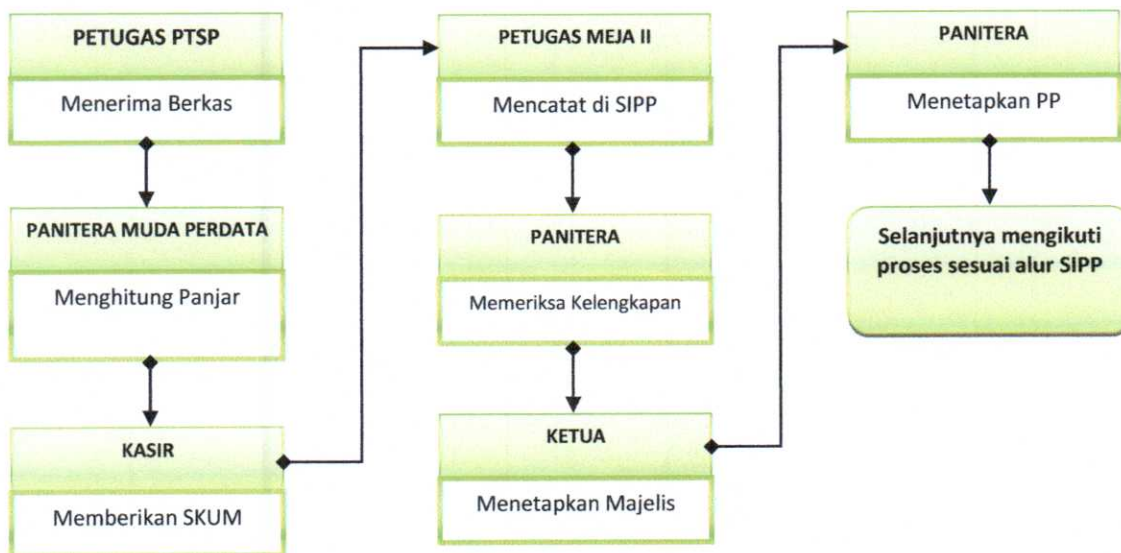 PETUGAS PTSP
Menerima Berkas
PANITERA MUDA PERDATA
Menghitung Panjar
KASIR
Memberikan SKUM
PETUGAS MEJA II
Mencatat di SIPP
PANITERA
Memeriksa Kelengkapan
KETUA
Menetapkan Majelis
PANITERA
Menetapkan PP
Selanjutnya mengikuti
proses sesuai alur SIPP